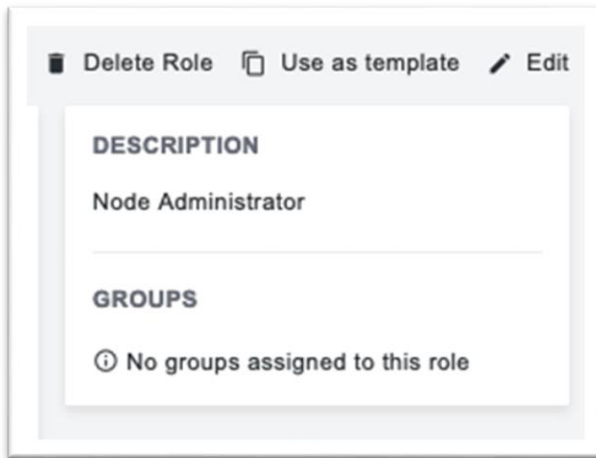 Delete Role Use as template Edit
DESCRIPTION
Node Administrator
GROUPS
No groups assigned to this role